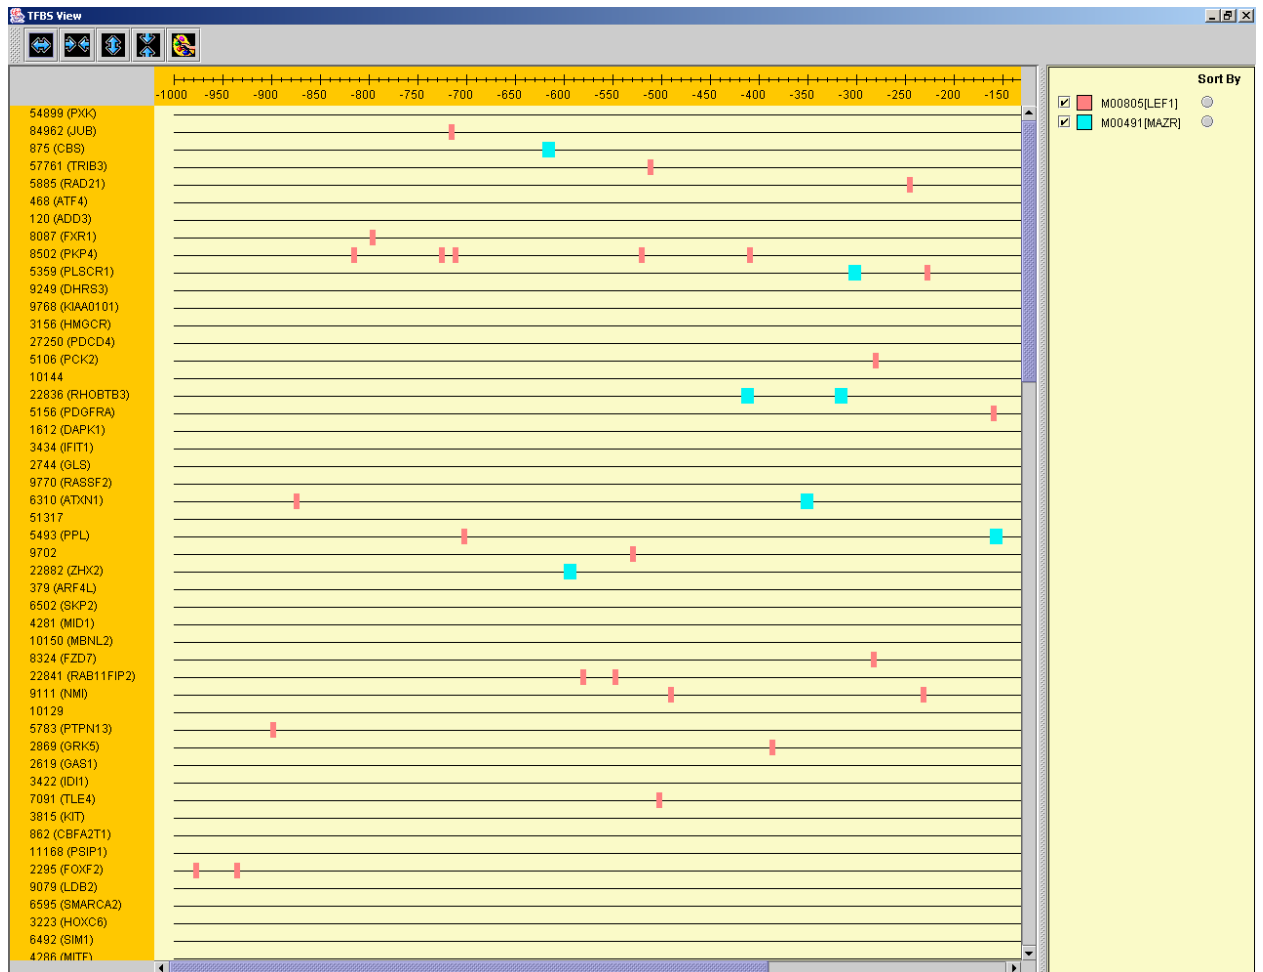 TFBS View
-1000 -950 -900 -850 -800 -750 -700 -650 -600 -550 -500 -450 -400 -350 -300 -250 -200 -150
Sort By
M00805[LEF1]
M00491[MAZR]
54899 (PXK)
84962 (JUB)
875 (CBS)
57761 (TRIB3)
5885 (RAD21)
468 (ATF4)
120 (ADD3)
8087 (FXR1)
8502 (PKP4)
5359 (PLSCR1)
9249 (DHRS3)
9768 (KIAA0101)
3156 (HMGCR)
27250 (PDCD4)
5106 (PCK2)
10144
22836 (RHOBTB3)
5156 (PDGFRA)
1612 (DAPK1)
3434 (IFIT1)
2744 (GLS)
9770 (RASSF2)
6310 (ATXN1)
51317
5493 (PPL)
9702
22882 (ZHX2)
379 (ARF4L)
6502 (SKP2)
4281 (MID1)
10150 (MBNL2)
8324 (FZD7)
22841 (RAB11FIP2)
9111 (NMI)
10129
5783 (PTPN13)
2869 (GRK5)
2619 (GAS1)
3422 (IDI1)
7091 (TLE4)
3815 (KIT)
862 (CBFA2T1)
11168 (PSIP1)
2295 (FOXF2)
9079 (LDB2)
6595 (SMARCA2)
3223 (HOXC6)
6492 (SIM1)
4286 (MITF)